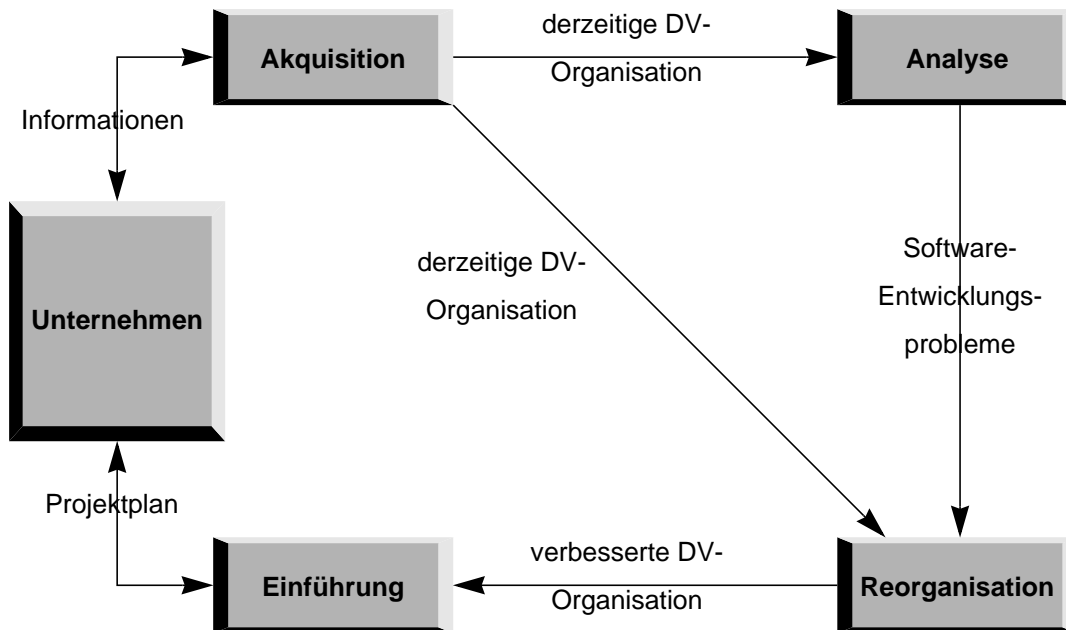 derzeitige DV-
Organisation
Akquisition
Analyse
Informationen
derzeitige DV-
Organisation
Software-
Entwicklungs-
probleme
Unternehmen
Projektplan
verbesserte DV-
Organisation
Einführung
Reorganisation